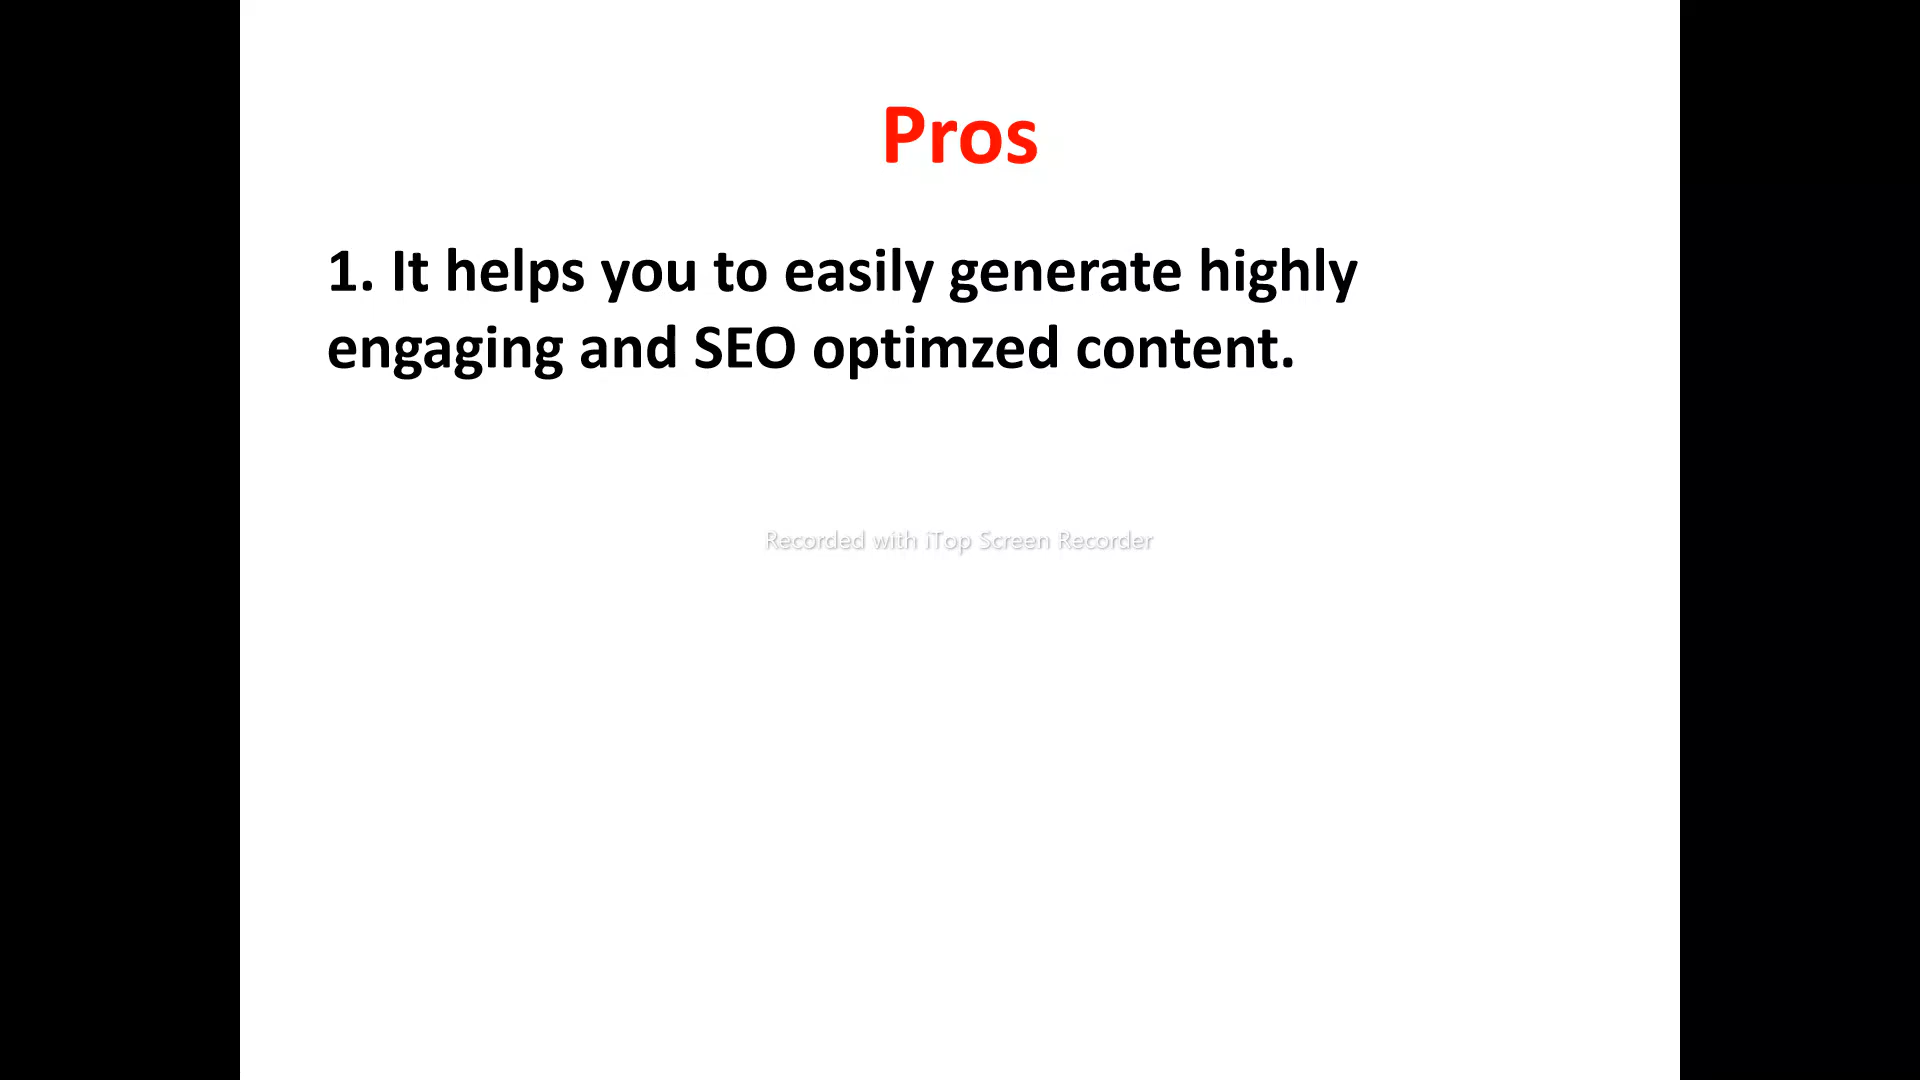 Pros
1. It helps you to easily generate highly
engaging and SEO optimzed content.
Recorded with iTop Screen Recorder